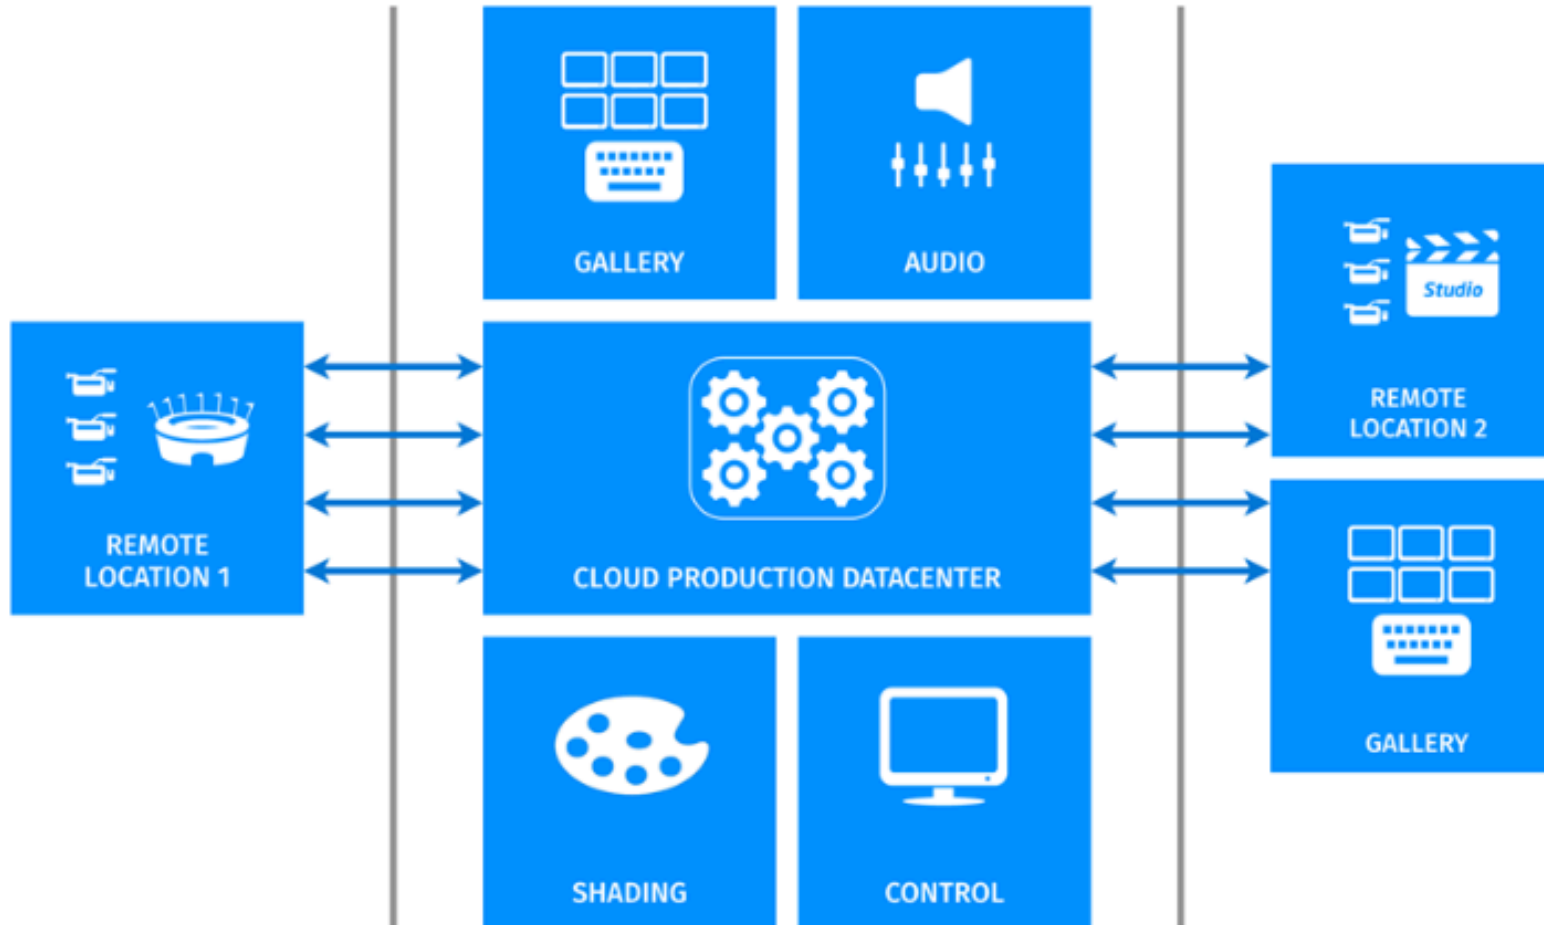 GALLERY
AUDIO
Studio
REMOTE
LOCATION 2
REMOTE
LOCATION 1
CLOUD PRODUCTION DATACENTER
GALLERY
SHADING
CONTROL